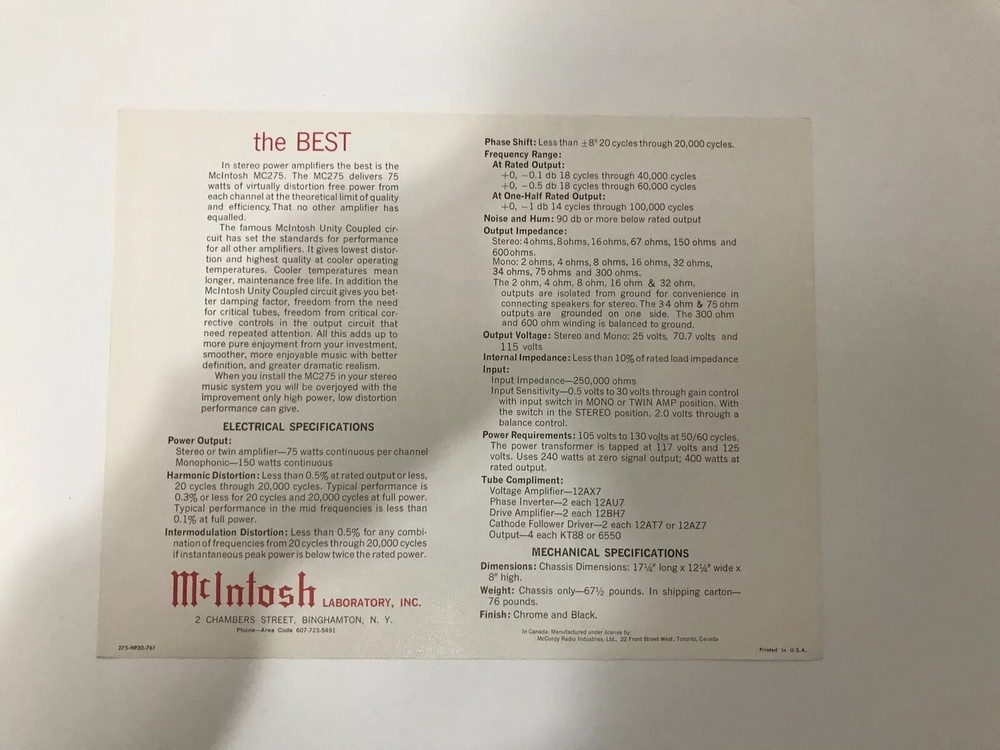 the BEST
In stereo power amplifiers the best is the
McIntosh MC275. The MC275 delivers 75
watts of virtually distortion free power from
each channel at the theoretical limit of quality
and efficiency. That no other amplifier has
equalled.
The famous McIntosh Unity Coupled cir-
cuit has set the standards for performance
for all other amplifiers. It gives lowest distor-
tion and highest quality at cooler operating
temperatures. Cooler temperatures mean
longer, maintenance free life. In addition the
McIntosh Unity Coupled circuit gives you bet-
ter damping factor, freedom from the need
for critical tubes, freedom from critical cor-
rective controls in the output circuit that
need repeated attention. All this adds up to
more pure enjoyment from your investment,
smoother, more enjoyable music with better
definition, and greater dramatic realism.
When you install the MC275 in your stereo
music system you will be overjoyed with the
improvement only high power, low distortion
performance can give.
ELECTRICAL SPECIFICATIONS
Power Output:
Stereo or twin amplifier—75 watts continuous per channel
Monophonic—150 watts continuous
Harmonic Distortion: Less than 0.5% at rated output or less,
20 cycles through 20,000 cycles. Typical performance is
0.3% or less for 20 cycles and 20,000 cycles at full power.
Typical performance in the mid frequencies is less than
0.1% at full power.
Intermodulation Distortion: Less than 0.5% for any combi-
nation of frequencies from 20 cycles through 20,000 cycles
if instantaneous peak power is below twice the rated power.
McIntosh LABORATORY, INC.
2 CHAMBERS STREET, BINGHAMTON, N. Y.
Phone—Area Code 607-723-5491
275-HP20-761
Phase Shift: Less than ±8° 20 cycles through 20,000 cycles.
Frequency Range:
At Rated Output:
+0, −0.1 db 18 cycles through 40,000 cycles
+0, −0.5 db 18 cycles through 60,000 cycles
At One-Half Rated Output:
+0, −1 db 14 cycles through 100,000 cycles
Noise and Hum: 90 db or more below rated output
Output Impedance:
Stereo: 4 ohms, 8 ohms, 16 ohms, 67 ohms, 150 ohms and
600 ohms.
Mono: 2 ohms, 4 ohms, 8 ohms, 16 ohms, 32 ohms,
34 ohms, 75 ohms and 300 ohms.
The 2 ohm, 4 ohm, 8 ohm, 16 ohm & 32 ohm,
outputs are isolated from ground for convenience in
connecting speakers for stereo. The 34 ohm & 75 ohm
outputs are grounded on one side. The 300 ohm
and 600 ohm winding is balanced to ground.
Output Voltage: Stereo and Mono: 25 volts, 70.7 volts and
115 volts
Internal Impedance: Less than 10% of rated load impedance
Input:
Input Impedance—250,000 ohms
Input Sensitivity—0.5 volts to 30 volts through gain control
with input switch in MONO or TWIN AMP position. With
the switch in the STEREO position, 2.0 volts through a
balance control.
Power Requirements: 105 volts to 130 volts at 50/60 cycles.
The power transformer is tapped at 117 volts and 125
volts. Uses 240 watts at zero signal output; 400 watts at
rated output.
Tube Compliment:
Voltage Amplifier—12AX7
Phase Inverter—2 each 12AU7
Drive Amplifier—2 each 12BH7
Cathode Follower Driver—2 each 12AT7 or 12AZ7
Output—4 each KT88 or 6550
MECHANICAL SPECIFICATIONS
Dimensions: Chassis Dimensions: 17¼" long x 12¼" wide x
8" high.
Weight: Chassis only—67½ pounds. In shipping carton—
76 pounds.
Finish: Chrome and Black.
In Canada: Manufactured under license by:
McCurdy Radio Industries, Ltd., 22 Front Street West, Toronto, Canada
Printed in U.S.A.